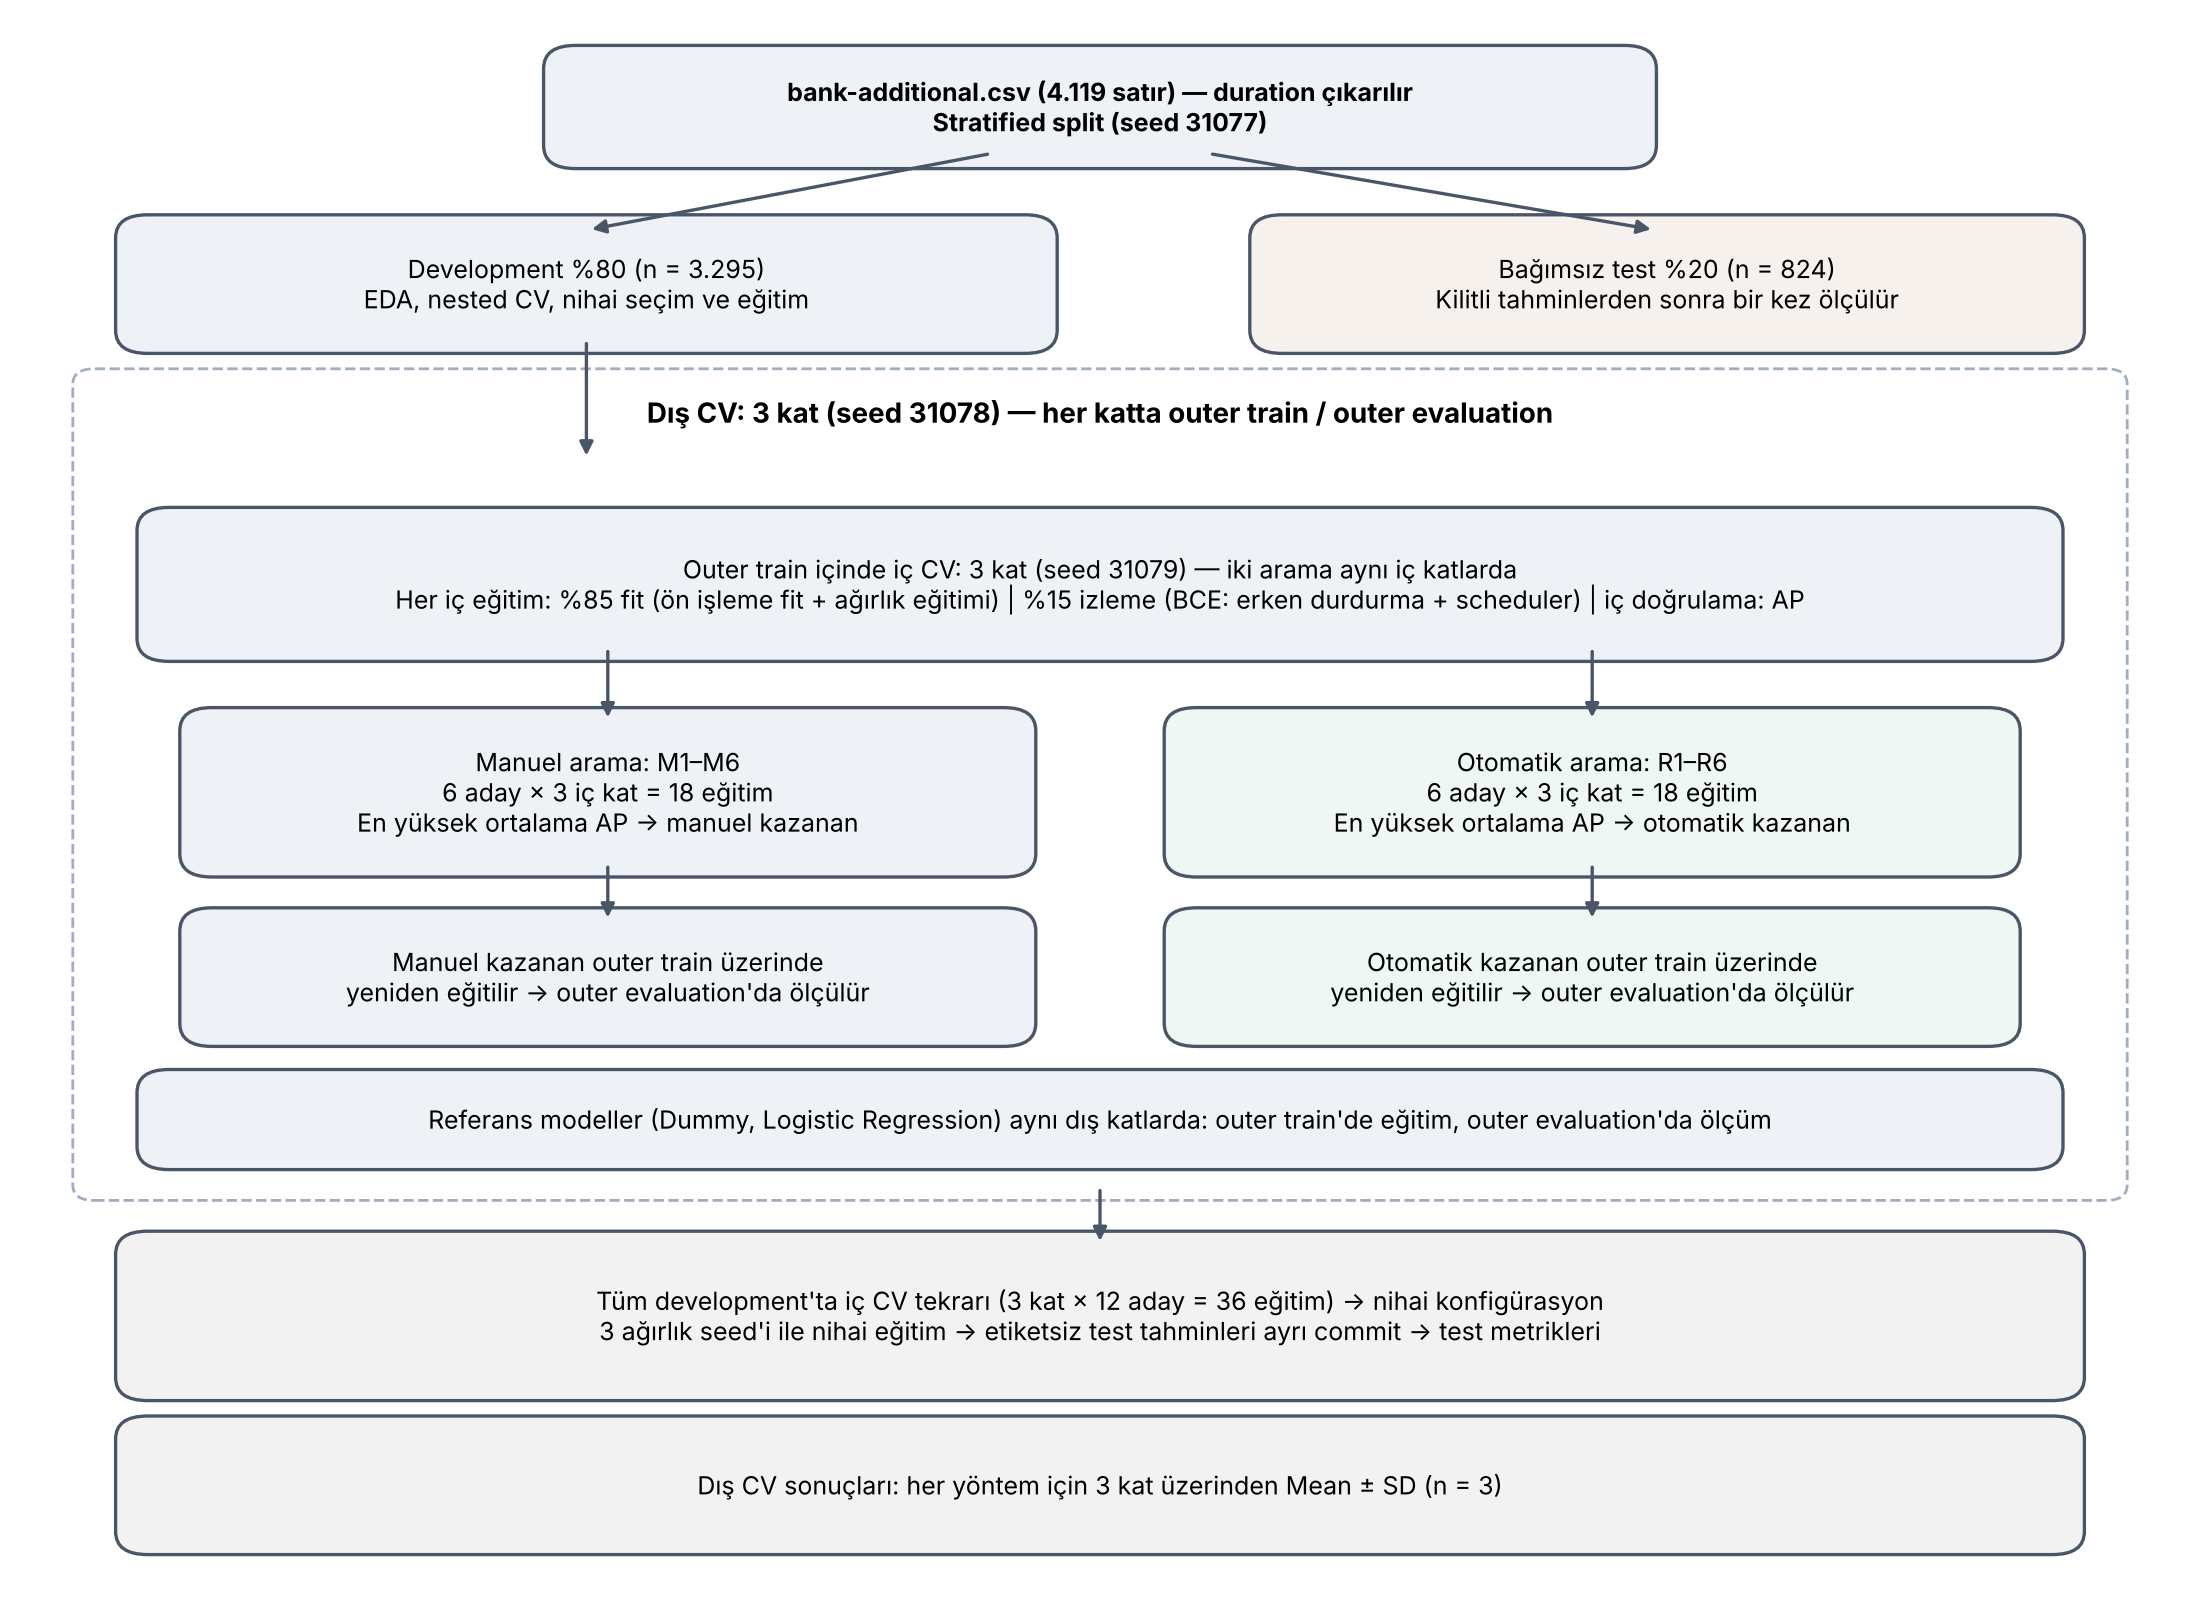 bank-additional.csv (4.119 satır) — duration çıkarılır
Stratified split (seed 31077)
Development %80 (n = 3.295)
EDA, nested CV, nihai seçim ve eğitim
Bağımsız test %20 (n = 824)
Kilitli tahminlerden sonra bir kez ölçülür
Dış CV: 3 kat (seed 31078) — her katta outer train / outer evaluation
Outer train içinde iç CV: 3 kat (seed 31079) — iki arama aynı iç katlarda
Her iç eğitim: %85 fit (ön işleme fit + ağırlık eğitimi) | %15 izleme (BCE: erken durdurma + scheduler) | iç doğrulama: AP
Manuel arama: M1–M6
6 aday × 3 iç kat = 18 eğitim
En yüksek ortalama AP → manuel kazanan
Otomatik arama: R1–R6
6 aday × 3 iç kat = 18 eğitim
En yüksek ortalama AP → otomatik kazanan
Manuel kazanan outer train üzerinde
yeniden eğitilir → outer evaluation'da ölçülür
Otomatik kazanan outer train üzerinde
yeniden eğitilir → outer evaluation'da ölçülür
Referans modeller (Dummy, Logistic Regression) aynı dış katlarda: outer train'de eğitim, outer evaluation'da ölçüm
Tüm development'ta iç CV tekrarı (3 kat × 12 aday = 36 eğitim) → nihai konfigürasyon
3 ağırlık seed'i ile nihai eğitim → etiketsiz test tahminleri ayrı commit → test metrikleri
Dış CV sonuçları: her yöntem için 3 kat üzerinden Mean ± SD (n = 3)